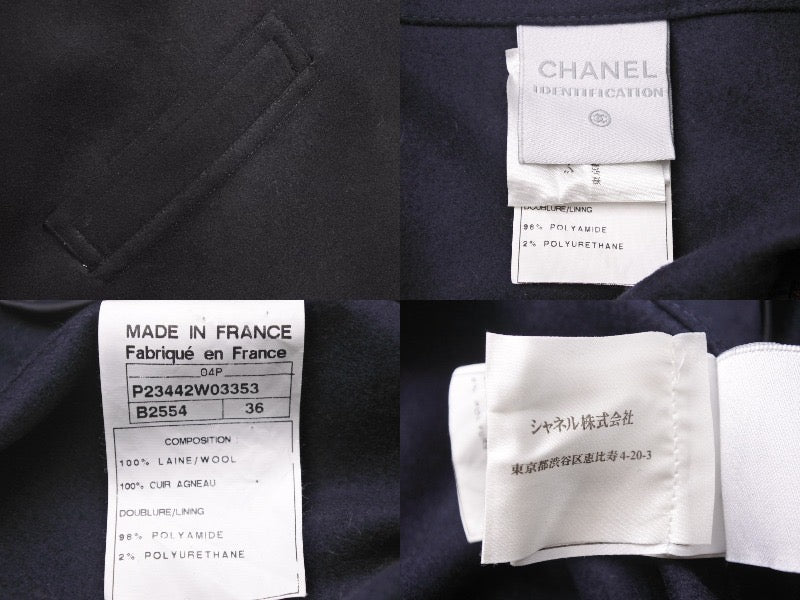 CHANEL
IDENTIFICATION
DOUBLURE/LINING
98% POLYAMIDE
2% POLYURETHANE
MADE IN FRANCE
Fabriqué en France
04P
P23442W03353
B2554 36
COMPOSITION
100% LAINE/WOOL
100% CUIR AGNEAU
DOUBLURE/LINING
98% POLYAMIDE
2% POLYURETHANE
シャネル株式会社
東京都渋谷区恵比寿4-20-3